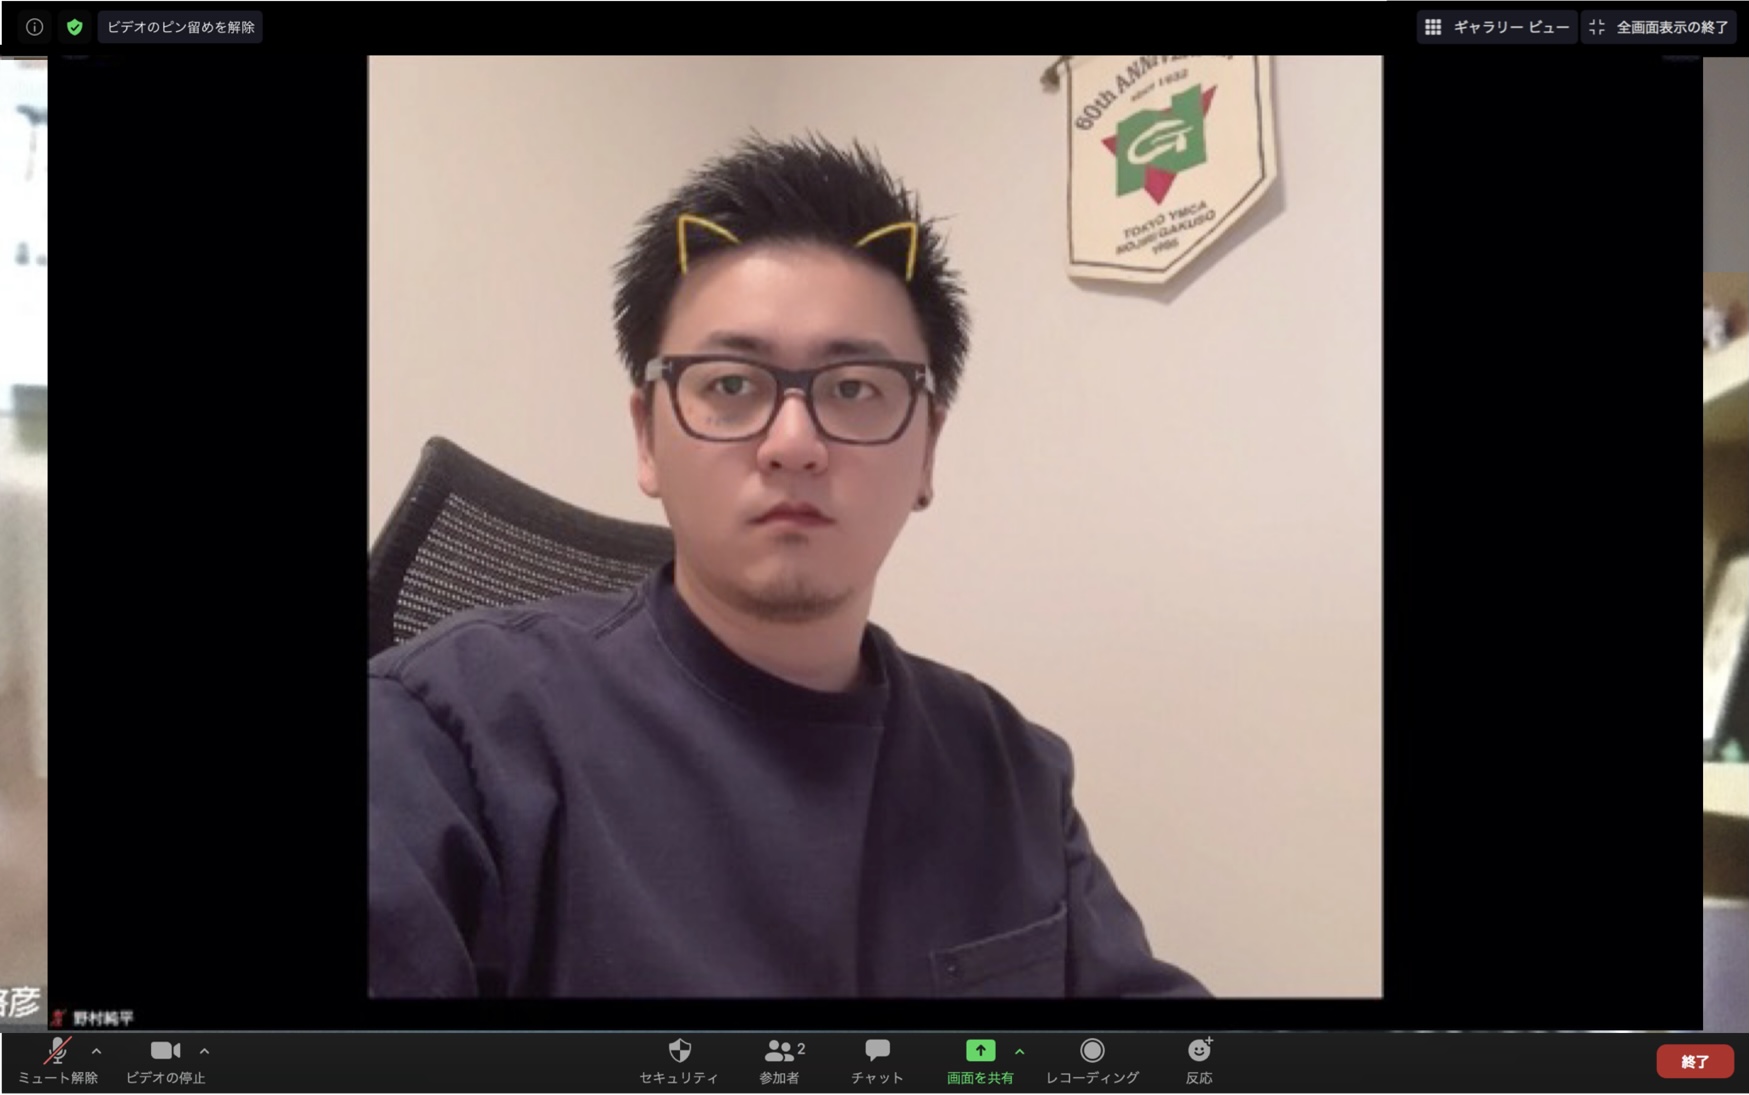 ビデオのピン留めを解除
ギャラリー ビュー
全画面表示の終了
60th ANNIVERSARY
SINCE 1932
TOKYO YMCA
NOJIRI GAKUSO
1986
彦
野村純平
ミュート解除
ビデオの停止
セキュリティ
2
参加者
チャット
画面を共有
レコーディング
反応
終了